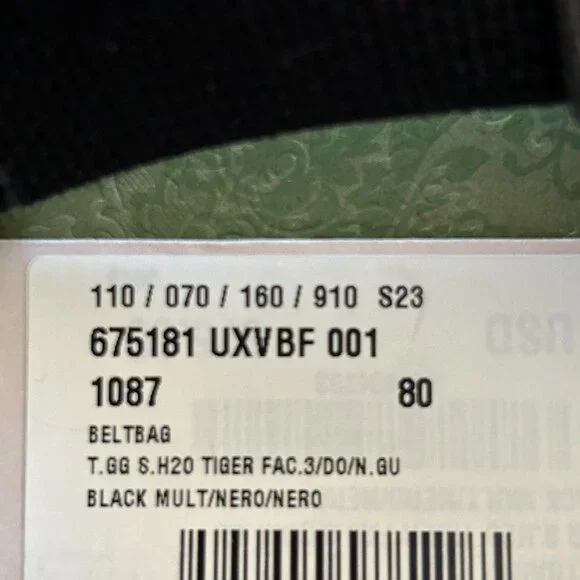 110 / 070 / 160 / 910 S23
675181 UXVBF 001
1087 80
BELTBAG
T.GG S.H20 TIGER FAC.3/DO/N.GU
BLACK MULT/NERO/NERO